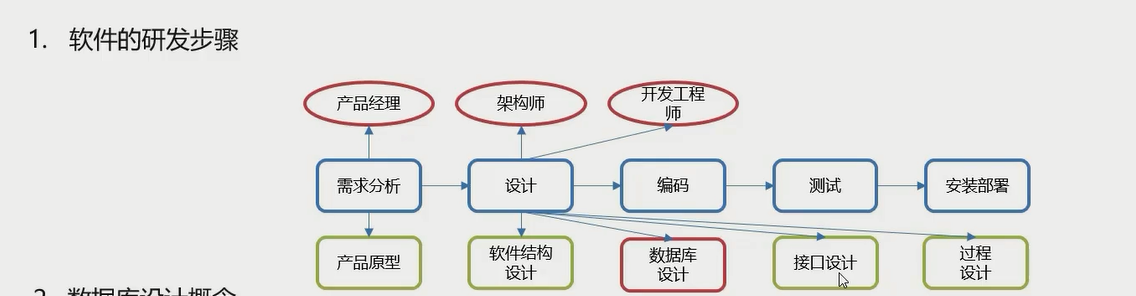 1. 软件的研发步骤
产品经理
架构师
开发工程
师
需求分析
设计
编码
测试
安装部署
产品原型
软件结构
设计
数据库
设计
接口设计
过程
设计
2. 数据库设计概念